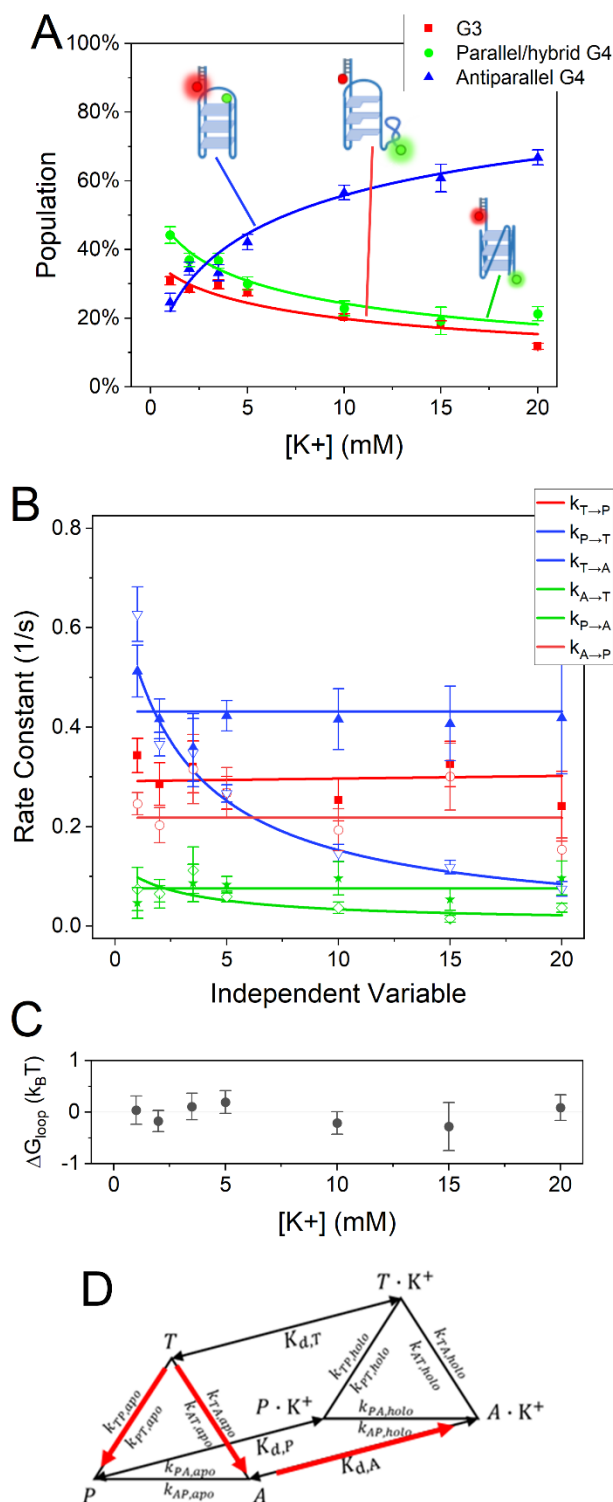 A
G3
Parallel/hybrid G4
Antiparallel G4
100%
80%
60%
40%
20%
0%
Population
0
5
10
15
20
[K+] (mM)
B
0.8
0.6
0.4
0.2
0.0
Rate Constant (1/s)
k_{T→P}
k_{P→T}
k_{T→A}
k_{A→T}
k_{P→A}
k_{A→P}
0
5
10
15
20
Independent Variable
C
1
0
-1
ΔG_{loop} (k_BT)
0
5
10
15
20
[K+] (mM)
D
T · K⁺
T
K_{d,T}
k_{TP,holo}
k_{PT,holo}
k_{TA,holo}
k_{AT,holo}
k_{TP,apo}
k_{PT,apo}
k_{TA,apo}
k_{AT,apo}
P · K⁺
k_{PA,holo}
k_{AP,holo}
A · K⁺
K_{d,P}
K_{d,A}
k_{PA,apo}
k_{AP,apo}
P
A